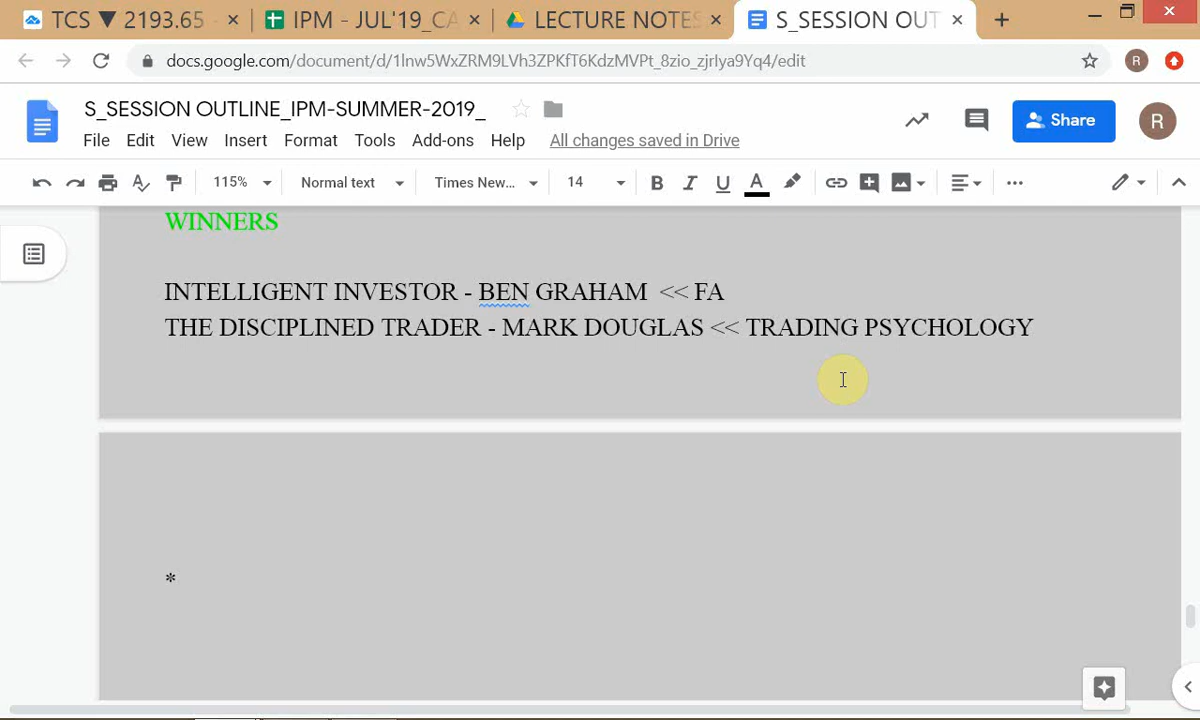 TCS ▼ 2193.65
IPM - JUL'19_CA
LECTURE NOTES
S_SESSION OUT
docs.google.com/document/d/1lnw5WxZRM9LVh3ZPKfT6KdzMVPt_8zio_zjrIya9Yq4/edit
R
S_SESSION OUTLINE_IPM-SUMMER-2019_
Share
R
File Edit View Insert Format Tools Add-ons Help All changes saved in Drive
115% Normal text Times New... 14 B I U A
WINNERS
INTELLIGENT INVESTOR - BEN GRAHAM << FA
THE DISCIPLINED TRADER - MARK DOUGLAS << TRADING PSYCHOLOGY
*